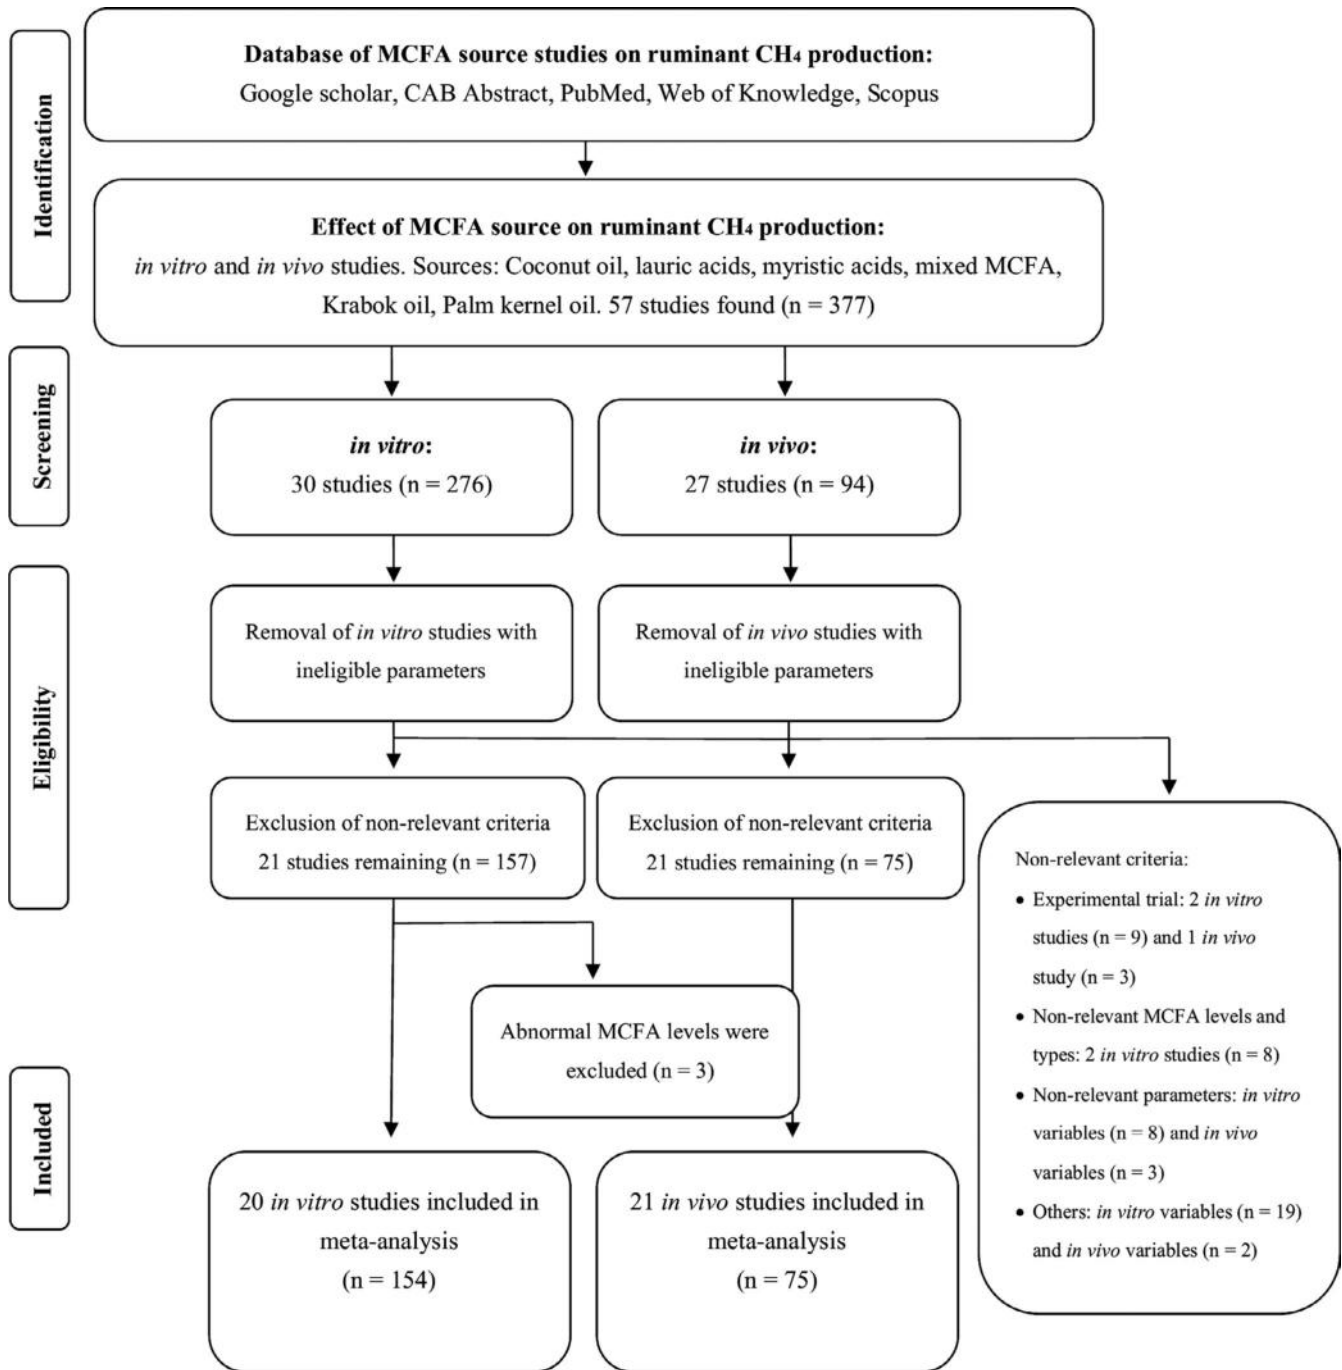 Identification
Database of MCFA source studies on ruminant CH4 production:
Google scholar, CAB Abstract, PubMed, Web of Knowledge, Scopus
Effect of MCFA source on ruminant CH4 production:
in vitro and in vivo studies. Sources: Coconut oil, lauric acids, myristic acids, mixed MCFA,
Krabok oil, Palm kernel oil. 57 studies found (n = 377)
Screening
in vitro:
30 studies (n = 276)
in vivo:
27 studies (n = 94)
Eligibility
Removal of in vitro studies with
ineligible parameters
Removal of in vivo studies with
ineligible parameters
Exclusion of non-relevant criteria
21 studies remaining (n = 157)
Exclusion of non-relevant criteria
21 studies remaining (n = 75)
Non-relevant criteria:
• Experimental trial: 2 in vitro
studies (n = 9) and 1 in vivo
study (n = 3)
• Non-relevant MCFA levels and
types: 2 in vitro studies (n = 8)
• Non-relevant parameters: in vitro
variables (n = 8) and in vivo
variables (n = 3)
• Others: in vitro variables (n = 19)
and in vivo variables (n = 2)
Abnormal MCFA levels were
excluded (n = 3)
Included
20 in vitro studies included in
meta-analysis
(n = 154)
21 in vivo studies included in
meta-analysis
(n = 75)